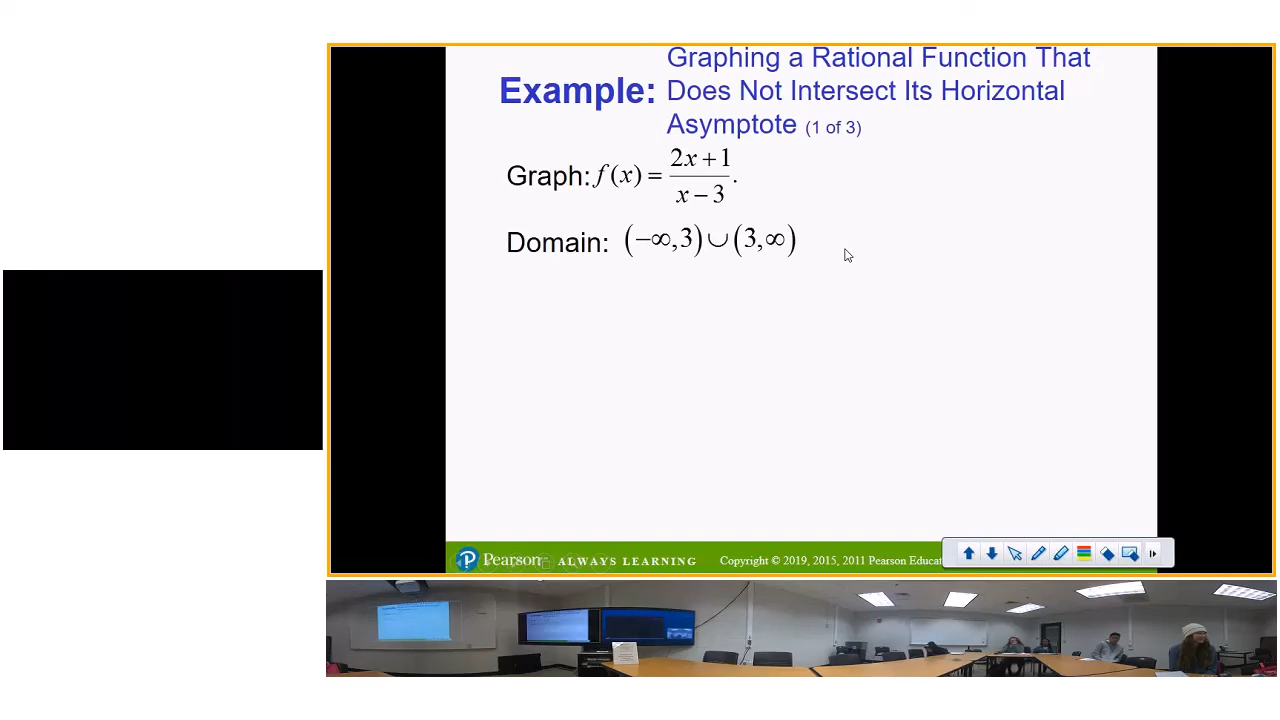 Graphing a Rational Function That
Example: Does Not Intersect Its Horizontal
Asymptote (1 of 3)
Graph: f(x) = (2x+1)/(x−3).
Domain: (−∞,3)∪(3,∞)
Pearson ALWAYS LEARNING Copyright © 2019, 2015, 2011 Pearson Educat